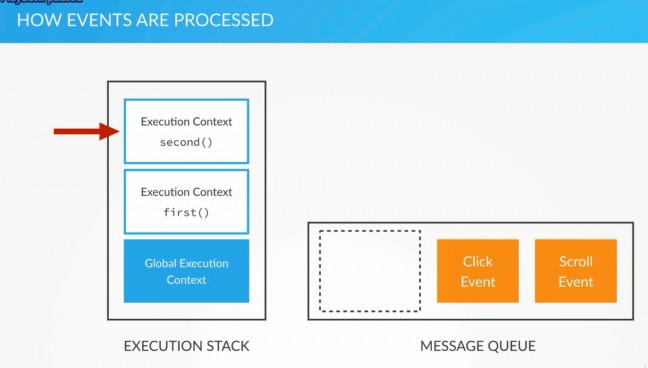 HOW EVENTS ARE PROCESSED
Execution Context
second()
Execution Context
first()
Global Execution
Context
Click
Event
Scroll
Event
EXECUTION STACK
MESSAGE QUEUE